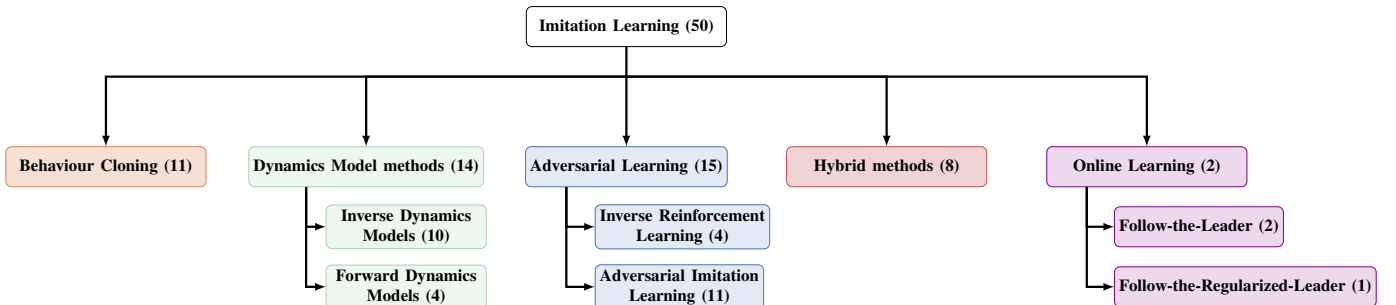 Imitation Learning (50)
Behaviour Cloning (11)
Dynamics Model methods (14)
Adversarial Learning (15)
Hybrid methods (8)
Online Learning (2)
Inverse Dynamics
Models (10)
Inverse Reinforcement
Learning (4)
Follow-the-Leader (2)
Forward Dynamics
Models (4)
Adversarial Imitation
Learning (11)
Follow-the-Regularized-Leader (1)